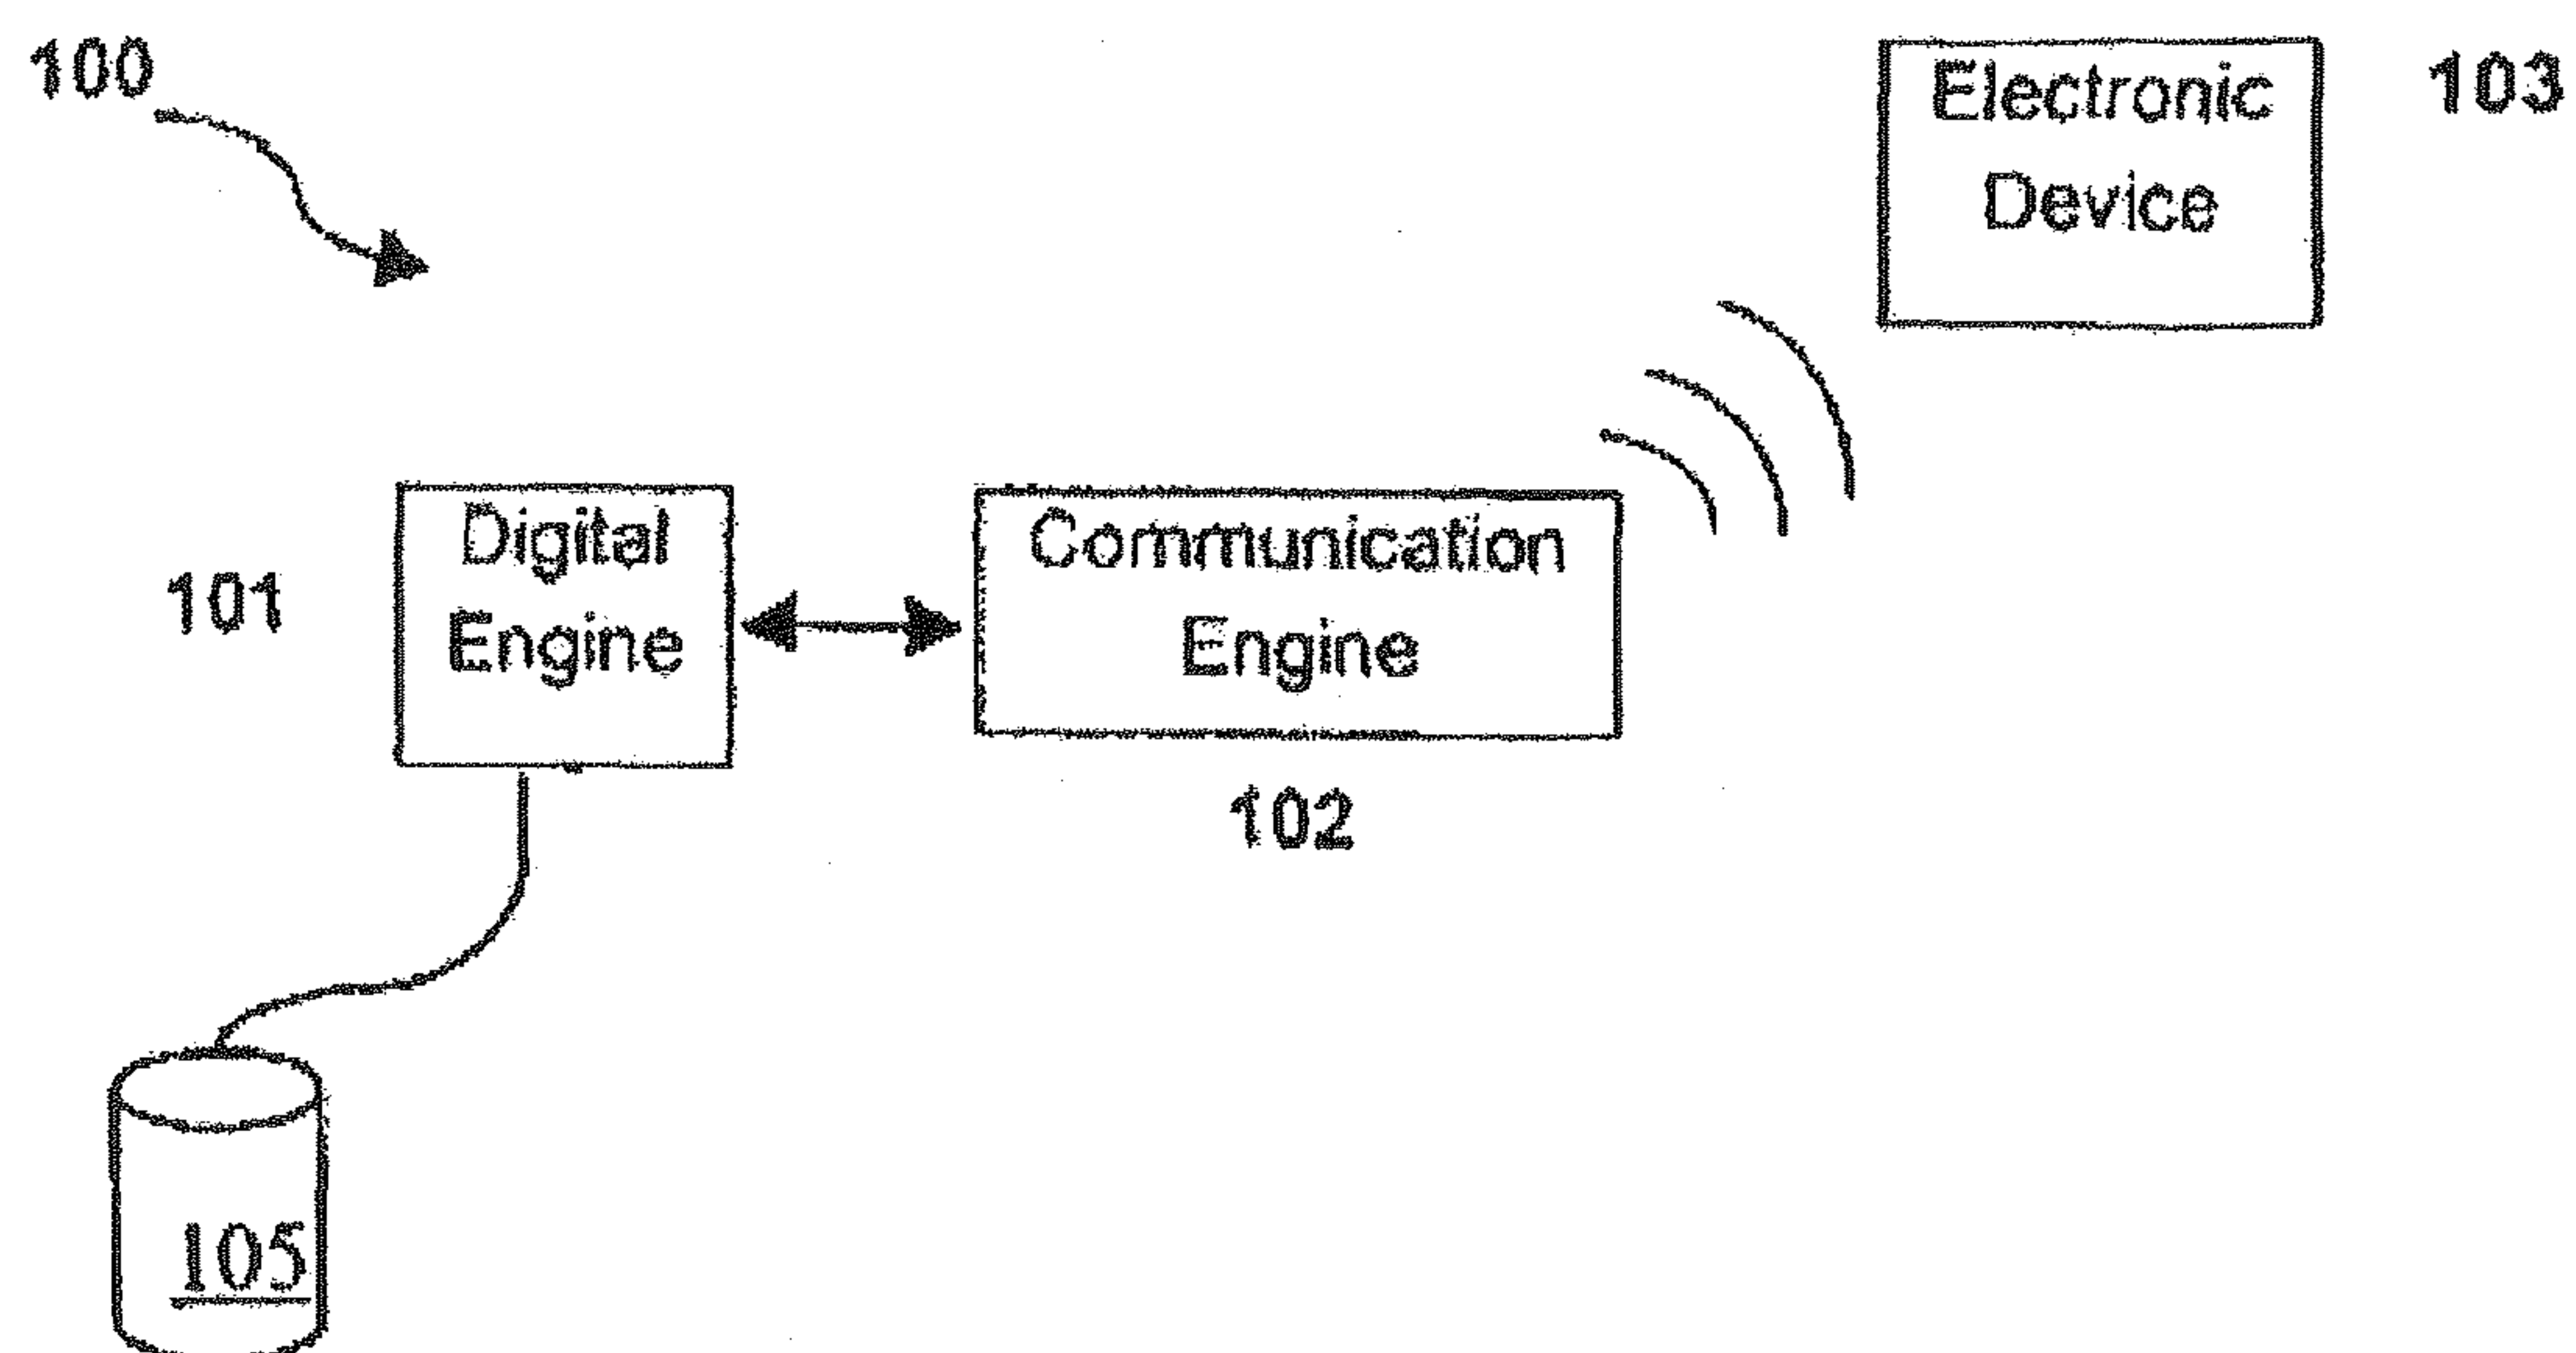 100
Electronic
Device
103
101
Digital
Engine
Communication
Engine
102
105